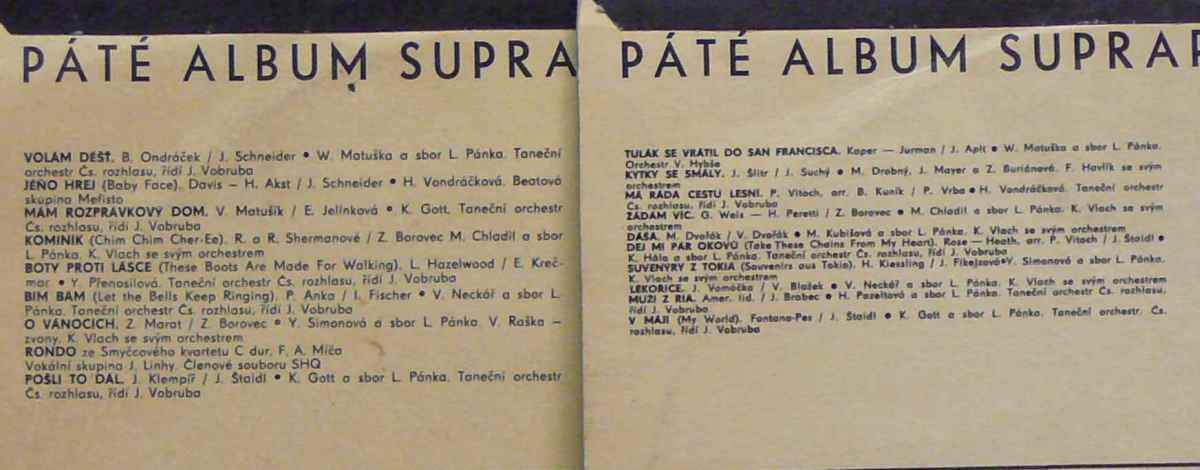 PÁTÉ ALBUM SUPRA
VOLÁM DÉŠŤ. B. Ondráček / J. Schneider • W. Matuška a sbor L. Pánka. Taneční
orchestr Čs. rozhlasu, řídí J. Vobruba
JENO HREJ (Baby Face). Davis – H. Akst / J. Schneider • H. Vondráčková. Beatová
skupina Mefisto
MÁM ROZPRÁVKOVÝ DOM. V. Matušík / E. Jelínková • K. Gott. Taneční orchestr
Čs. rozhlasu, řídí J. Vobruba
KOMINÍK (Chim Chim Cher-Ee). R. a R. Shermanové / Z. Borovec M. Chladil a sbor
L. Pánka. K. Vlach se svým orchestrem
BOTY PROTI LÁSCE (These Boots Are Made For Walking). L. Hazelwood / E. Kreč-
mar • Y. Přenosilová. Taneční orchestr Čs. rozhlasu, řídí J. Vobruba
BIM BAM (Let the Bells Keep Ringing). P. Anka / I. Fischer • V. Neckář a sbor L.
Pánka. Taneční orchestr Čs. rozhlasu, řídí J. Vobruba
O VÁNOCÍCH. Z. Marat / Z. Borovec • Y. Simonová a sbor L. Pánka. V. Raška –
zvony. K. Vlach se svým orchestrem
RONDO ze Smyčcového kvartetu C dur. F. A. Míča
Vokální skupina J. Linhy. Členové souboru SHQ
POŠLI TO DÁL. J. Klempíř / J. Štaidl • K. Gott a sbor L. Pánka. Taneční orchestr
Čs. rozhlasu, řídí J. Vobruba
PÁTÉ ALBUM SUPRAP
TULÁK SE VRÁTIL DO SAN FRANCISCA. Kaper — Jurman / J. Aplt • W. Matuška a sbor L. Pánka.
Orchestr V. Hybše
KYTKY SE SMÁLY. J. Šlitr / J. Suchý • M. Drobný, J. Mayer a Z. Buriánové. F. Havlík se svým
orchestrem
MÁ RÁDA CESTU LESNÍ. P. Vitoch, arr. B. Kuník / P. Vrba • H. Vondráčková. Taneční orchestr
Čs. rozhlasu, řídí J. Vobruba
ŽÁDÁM VÍC. G. Weis — H. Peretti / Z. Borovec • M. Chladil a sbor L. Pánka. K. Vlach se svým
orchestrem
DÁŠA. M. Dvořák / V. Dvořák • M. Kubišová a sbor L. Pánka. K. Vlach se svým orchestrem
DEJ MI PÁR OKOVŮ (Take These Chains From My Heart). Rose — Heath, arr. P. Vitoch / J. Štaidl •
K. Hála a sbor L. Pánka. Taneční orchestr Čs. rozhlasu, řídí J. Vobruba
SUVENÝRY Z TOKIA (Souvenirs aus Tokio). H. Kiessling / J. Fikejzová • Y. Simonová a sbor L. Pánka.
K. Vlach se svým orchestrem
LÉKOŘICE. J. Vomáčka / V. Blažek • V. Neckář a sbor L. Pánka. K. Vlach se svým orchestrem
MUŽI Z RIA. Amer. lid. / J. Brabec • H. Pazeltová a sbor L. Pánka. Taneční orchestr Čs. rozhlasu,
řídí J. Vobruba
V MÁJI (My World). Fontana-Pes / J. Štaidl • K. Gott a sbor L. Pánka. Taneční orchestr. Čs.
rozhlasu, řídí J. Vobruba